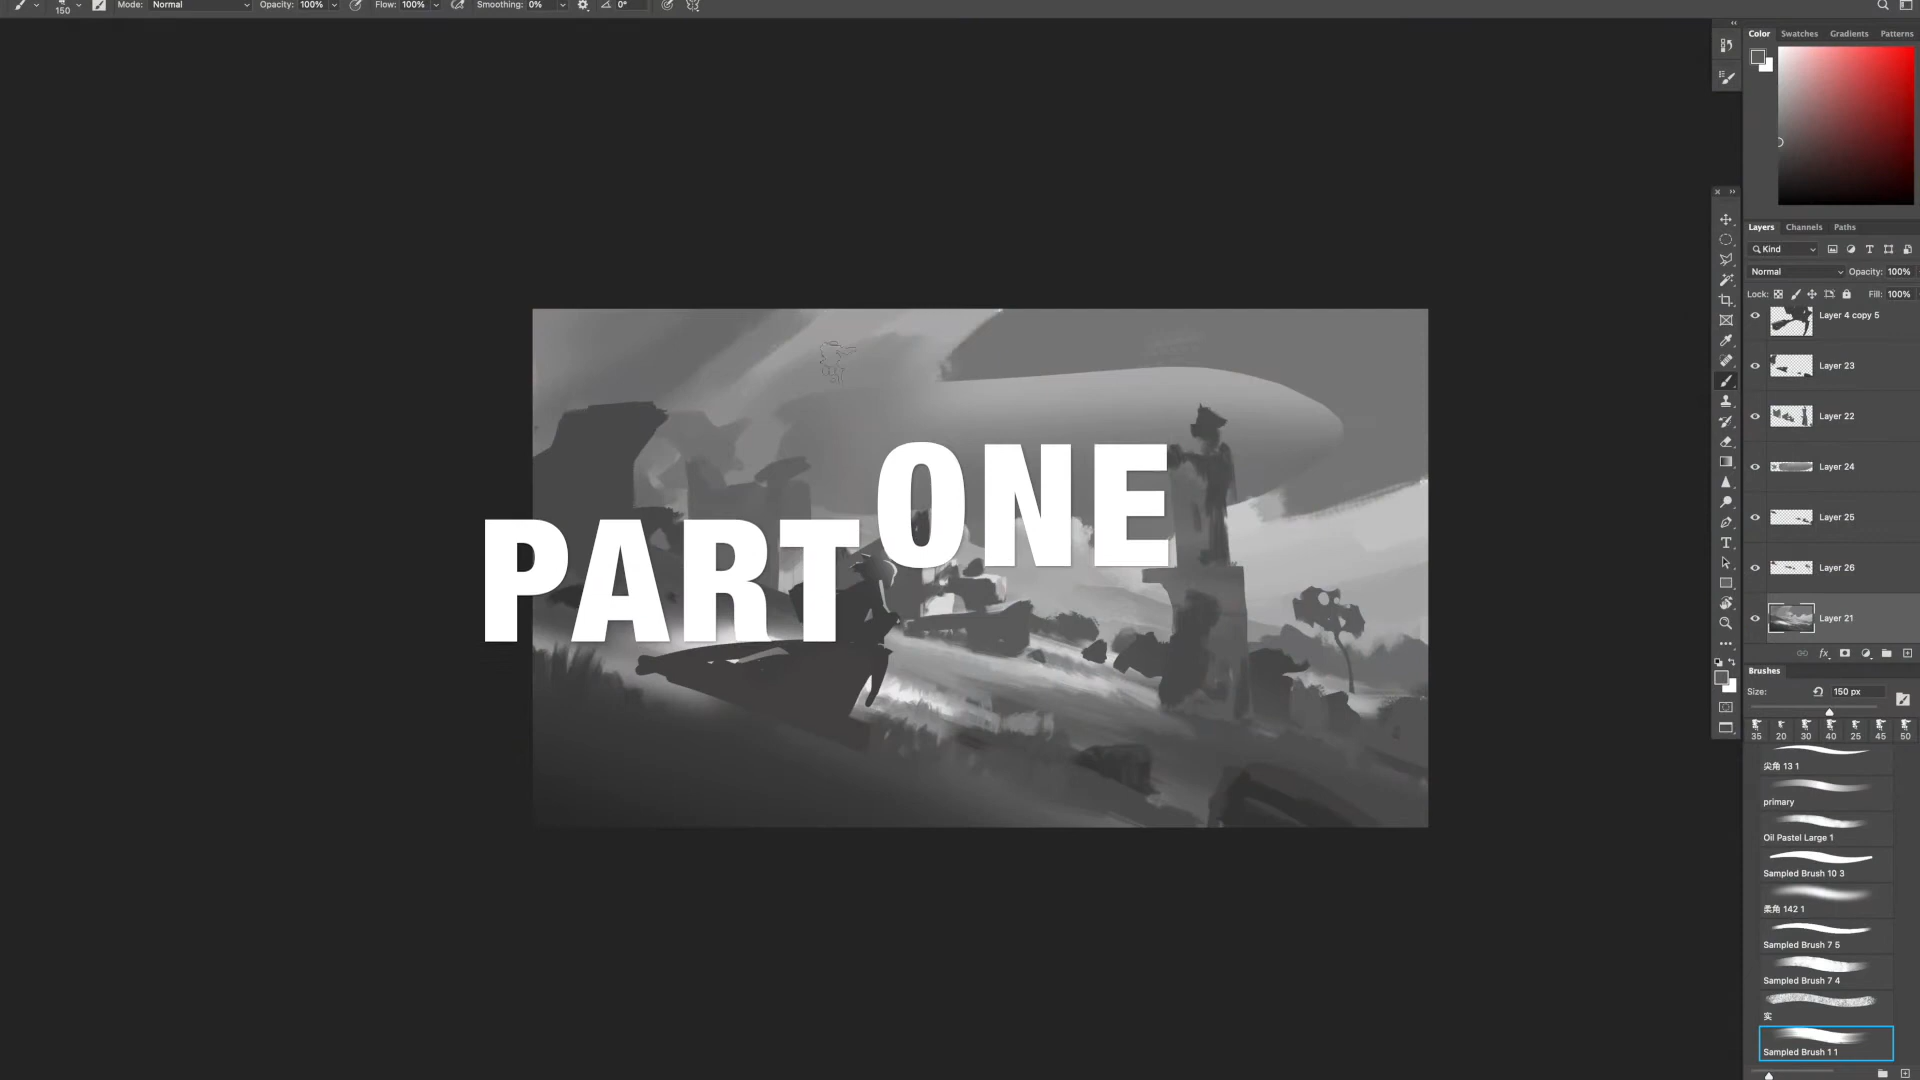 150
Mode: Normal Opacity: 100% Flow: 100% Smoothing: 0% 0°
Color Swatches Gradients Patterns
Layers Channels Paths
Kind
Normal Opacity: 100%
Lock: Fill: 100%
Layer 4 copy 5
Layer 23
Layer 22
Layer 24
Layer 25
Layer 26
Layer 21
PART ONE
Brushes
Size: 150 px
35 20 30 40 25 45 50
尖角 13 1
primary
Oil Pastel Large 1
Sampled Brush 10 3
柔角 142 1
Sampled Brush 7 5
Sampled Brush 7 4
实
Sampled Brush 1 1